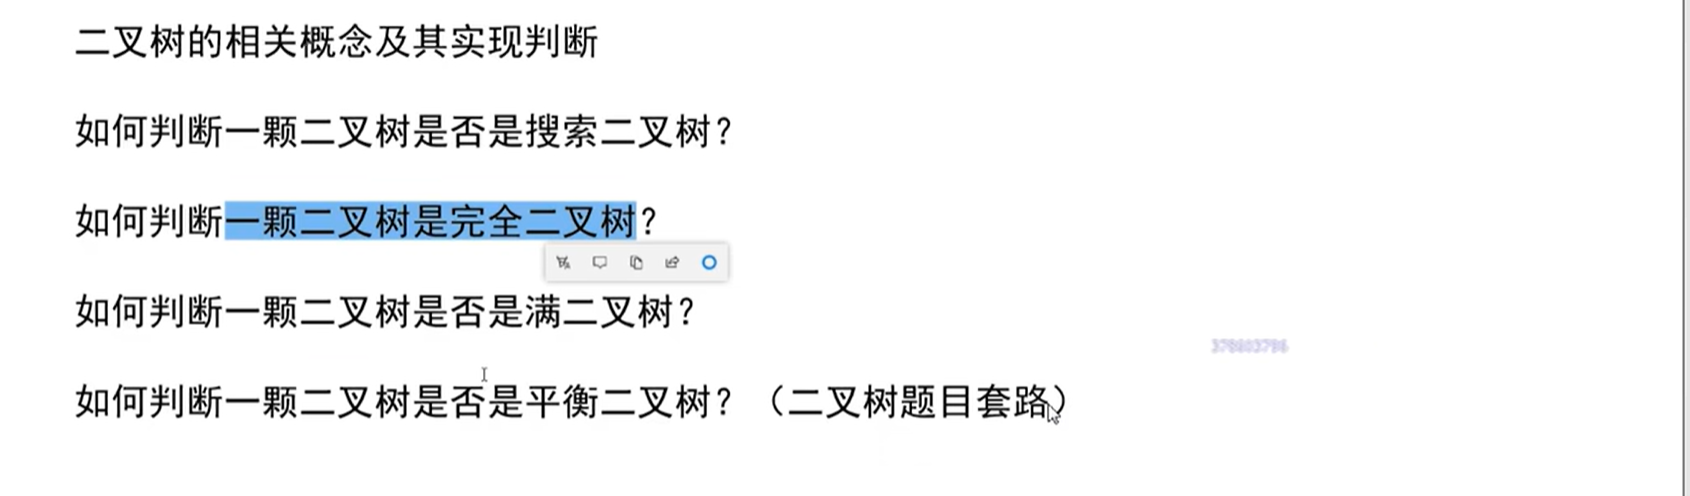 二叉树的相关概念及其实现判断
如何判断一颗二叉树是否是搜索二叉树？
如何判断一颗二叉树是完全二叉树？
如何判断一颗二叉树是否是满二叉树？
如何判断一颗二叉树是否是平衡二叉树？（二叉树题目套路）